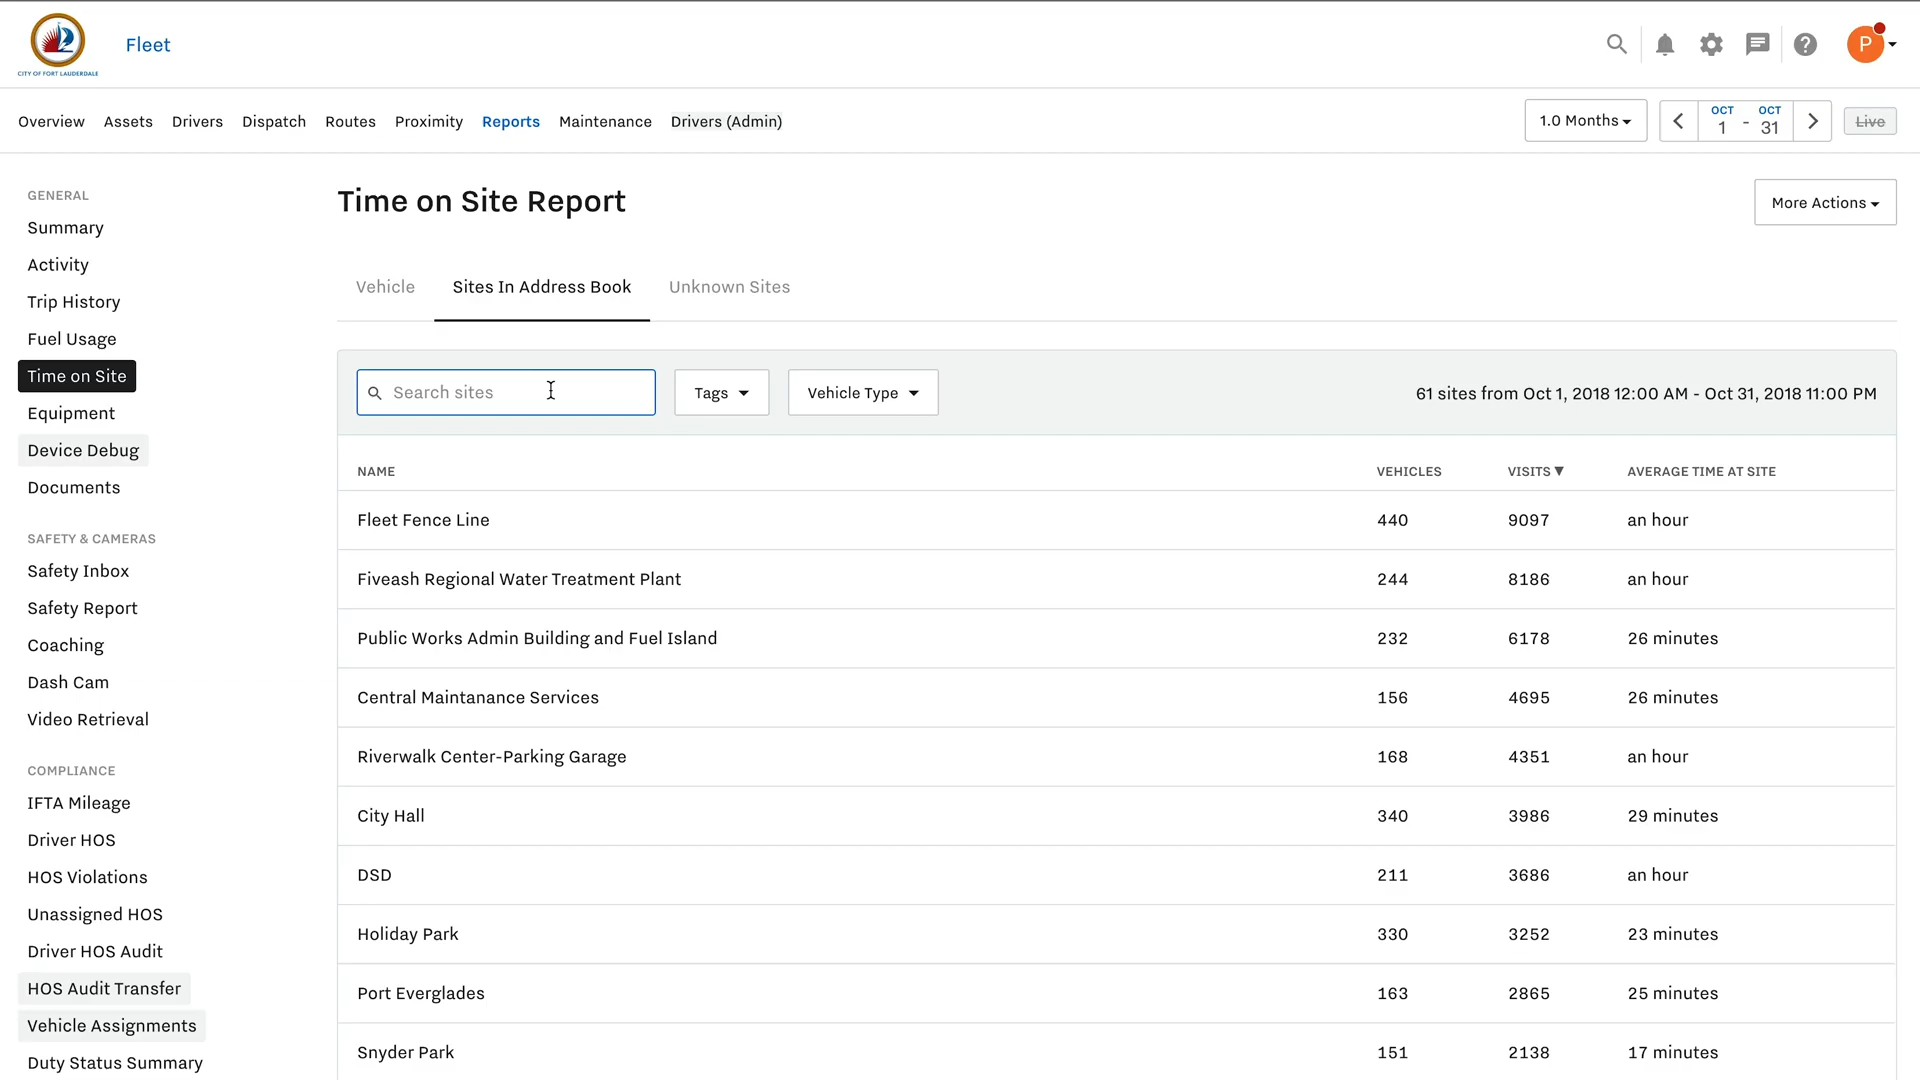 CITY OF FORT LAUDERDALE
Fleet
P
Overview Assets Drivers Dispatch Routes Proximity Reports Maintenance Drivers (Admin)
1.0 Months
OCT 1 - OCT 31
Live
Time on Site Report
More Actions
Vehicle Sites In Address Book Unknown Sites
Search sites
Tags
Vehicle Type
61 sites from Oct 1, 2018 12:00 AM - Oct 31, 2018 11:00 PM
NAME VEHICLES VISITS ▼ AVERAGE TIME AT SITE
Fleet Fence Line 440 9097 an hour
Fiveash Regional Water Treatment Plant 244 8186 an hour
Public Works Admin Building and Fuel Island 232 6178 26 minutes
Central Maintanance Services 156 4695 26 minutes
Riverwalk Center-Parking Garage 168 4351 an hour
City Hall 340 3986 29 minutes
DSD 211 3686 an hour
Holiday Park 330 3252 23 minutes
Port Everglades 163 2865 25 minutes
Snyder Park 151 2138 17 minutes
GENERAL
Summary
Activity
Trip History
Fuel Usage
Time on Site
Equipment
Device Debug
Documents
SAFETY & CAMERAS
Safety Inbox
Safety Report
Coaching
Dash Cam
Video Retrieval
COMPLIANCE
IFTA Mileage
Driver HOS
HOS Violations
Unassigned HOS
Driver HOS Audit
HOS Audit Transfer
Vehicle Assignments
Duty Status Summary